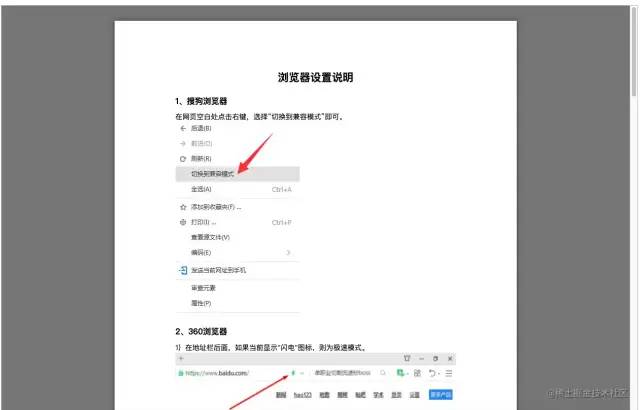 浏览器设置说明
1、搜狗浏览器
在网页空白处点击右键，选择“切换到兼容模式”即可。
后退(B)
前进(O)
刷新(R)
切换到兼容模式
全选(A) Ctrl+A
添加到收藏夹(F) ...
打印(I) ... Ctrl+P
查看源文件(V)
编码(E)
发送当前网址到手机
审查元素
属性(P)
2、360浏览器
1）在地址栏后面，如果当前显示“闪电”图标，则为极速模式。
https://www.baidu.com/
新闻 hao123 地图 视频 贴吧 学术 登录 设置 更多产品
@稀土掘金技术社区